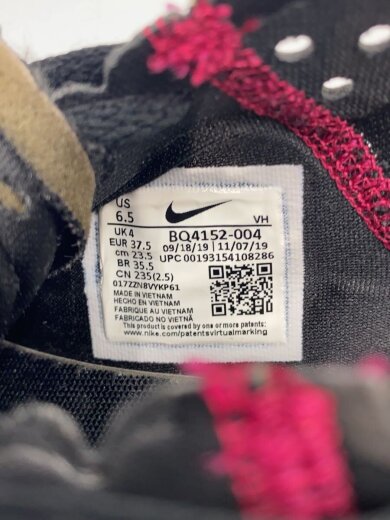 US
6.5
VH
UK 4
BQ4152-004
EUR 37.5
09/18/19 | 11/07/19
cm 23.5
UPC 00193154108286
BR 35.5
CN 235(2.5)
017ZZN8VYKP61
MADE IN VIETNAM
HECHO EN VIETNAM
FABRIQUE AU VIETNAM
FABRICADO NO VIETNÃ
This product is covered by one or more patents:
www.nike.com/patentsvirtualmarking